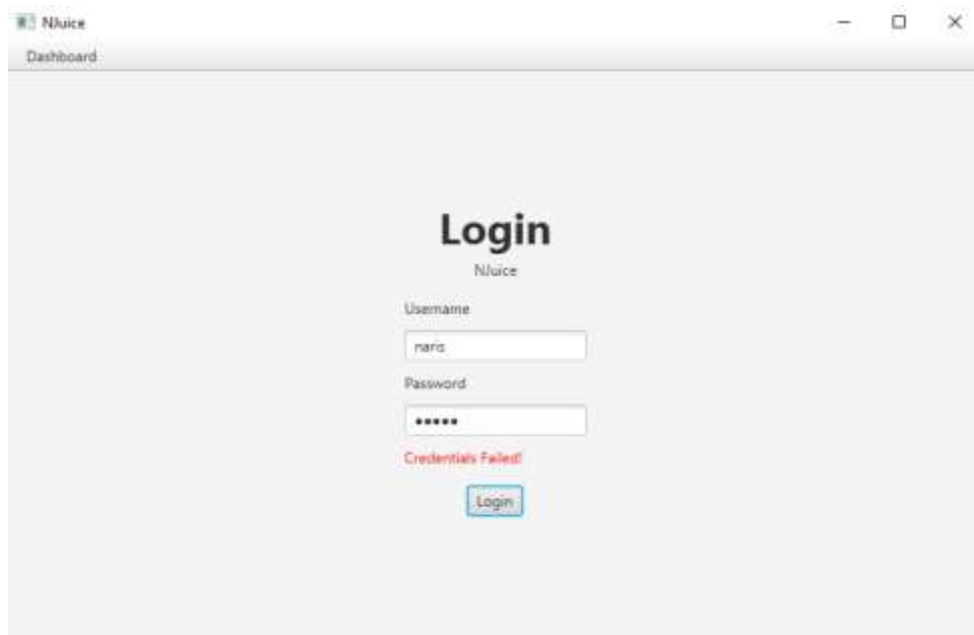 NJuice
Dashboard
Login
NJuice
Username
naris
Password
Credentials Failed!
Login